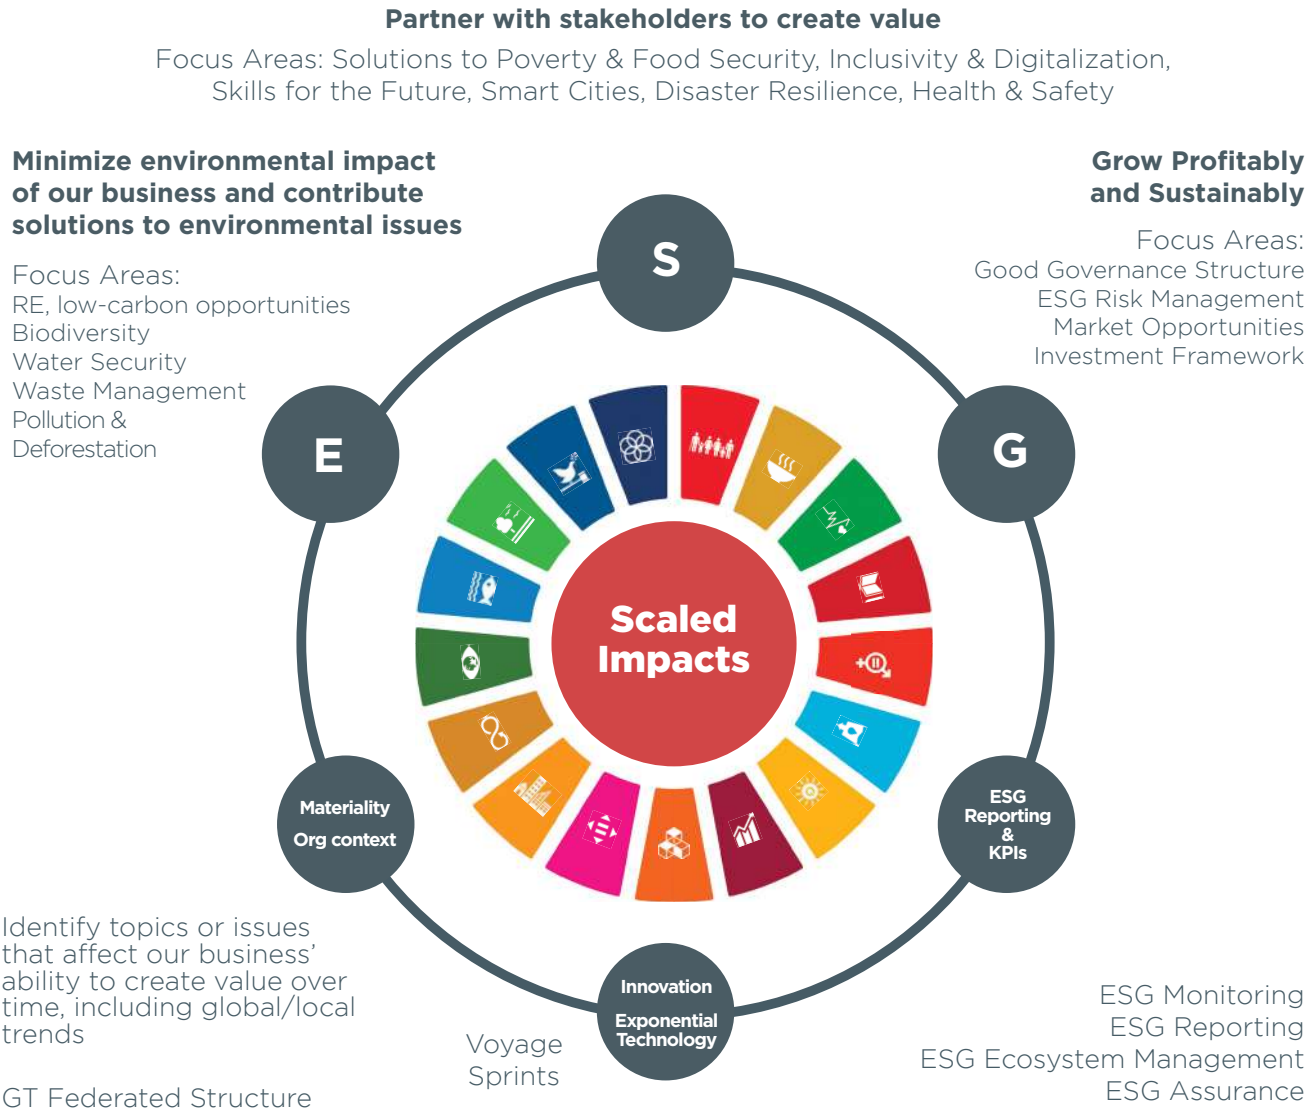 Partner with stakeholders to create value
Focus Areas: Solutions to Poverty & Food Security, Inclusivity & Digitalization,
Skills for the Future, Smart Cities, Disaster Resilience, Health & Safety
Minimize environmental impact
of our business and contribute
solutions to environmental issues
Focus Areas:
RE, low-carbon opportunities
Biodiversity
Water Security
Waste Management
Pollution &
Deforestation
Grow Profitably
and Sustainably
Focus Areas:
Good Governance Structure
ESG Risk Management
Market Opportunities
Investment Framework
S
E
G
Scaled
Impacts
Materiality
Org context
ESG
Reporting
&
KPIs
Innovation
Exponential
Technology
Identify topics or issues
that affect our business’
ability to create value over
time, including global/local
trends
GT Federated Structure
Voyage
Sprints
ESG Monitoring
ESG Reporting
ESG Ecosystem Management
ESG Assurance